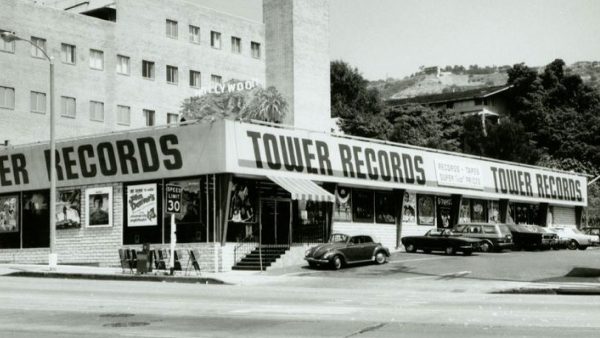 HOLLYWOOD
ER RECORDS
TOWER RECORDS
RECORDS - TAPES
TOWER RECORDS
SPEED
LIMIT
30